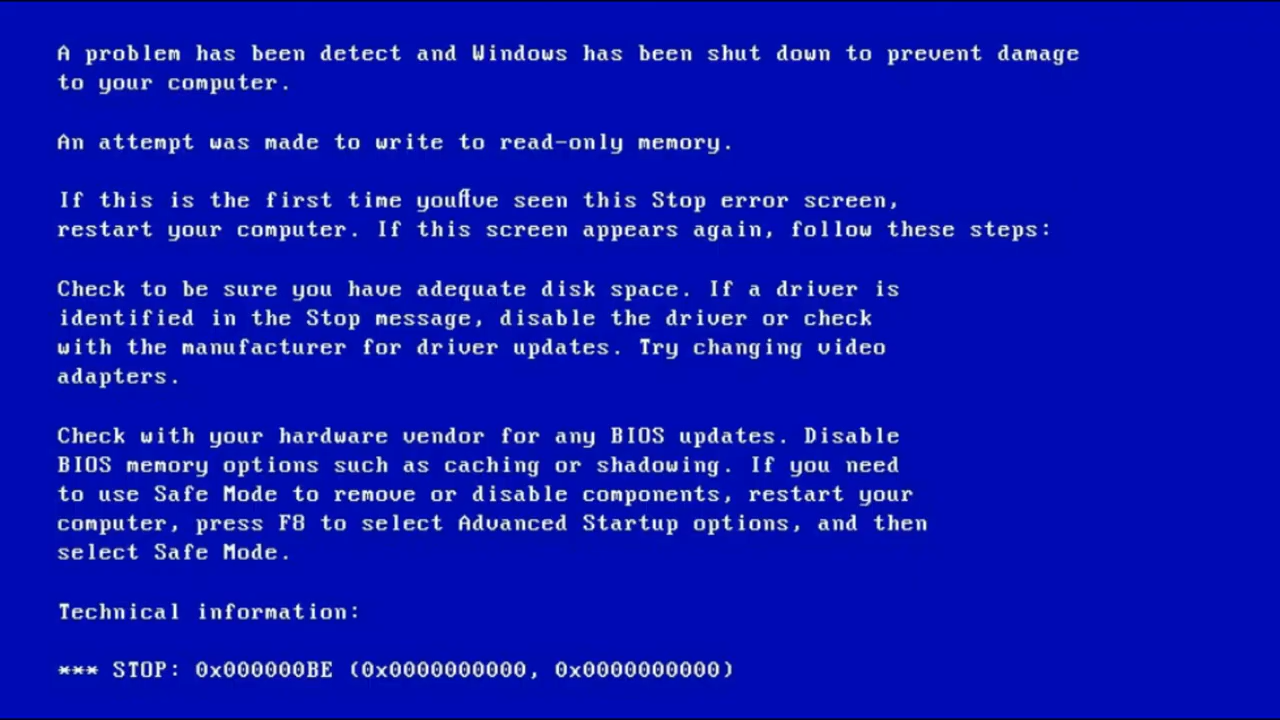 A problem has been detect and Windows has been shut down to prevent damage
to your computer.
An attempt was made to write to read-only memory.
If this is the first time youffve seen this Stop error screen,
restart your computer. If this screen appears again, follow these steps:
Check to be sure you have adequate disk space. If a driver is
identified in the Stop message, disable the driver or check
with the manufacturer for driver updates. Try changing video
adapters.
Check with your hardware vendor for any BIOS updates. Disable
BIOS memory options such as caching or shadowing. If you need
to use Safe Mode to remove or disable components, restart your
computer, press F8 to select Advanced Startup options, and then
select Safe Mode.
Technical information:
*** STOP: 0x000000BE (0x0000000000, 0x0000000000)